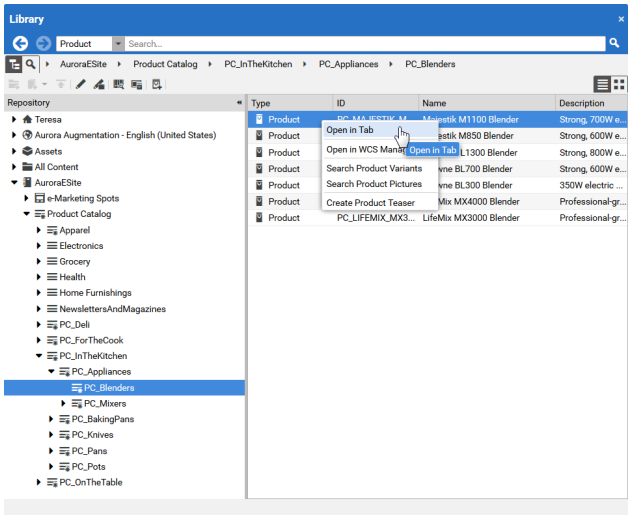 Library
Product
Search...
AuroraESite
Product Catalog
PC_InTheKitchen
PC_Appliances
PC_Blenders
Repository
Type
ID
Name
Description
Teresa
Aurora Augmentation - English (United States)
Assets
All Content
AuroraESite
e-Marketing Spots
Product Catalog
Apparel
Electronics
Grocery
Health
Home Furnishings
NewslettersAndMagazines
PC_Deli
PC_ForTheCook
PC_InTheKitchen
PC_Appliances
PC_Blenders
PC_Mixers
PC_BakingPans
PC_Knives
PC_Pans
PC_Pots
PC_OnTheTable
Product PC_MAJESTIK_M... Majestik M1100 Blender Strong, 700W e...
Product estik M850 Blender Strong, 600W e...
Product L1300 Blender Strong, 800W e...
Product ne BL700 Blender Strong, 600W e...
Product ne BL300 Blender 350W electric ...
Product Mix MX4000 Blender Professional-gr...
Product PC_LIFEMIX_MX3... LifeMix MX3000 Blender Professional-gr...
Open in Tab
Open in WCS Mana
Open in Tab
Search Product Variants
Search Product Pictures
Create Product Teaser